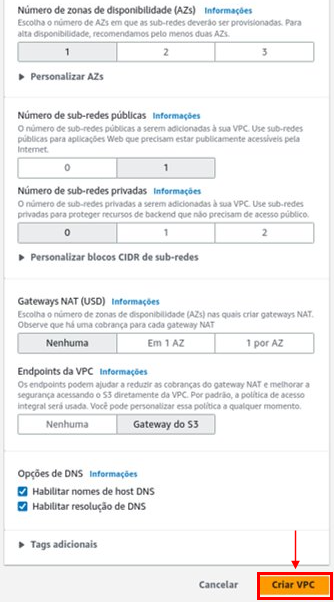 Número de zonas de disponibilidade (AZs) Informações
Escolha o número de AZs em que as sub-redes deverão ser provisionadas. Para
alta disponibilidade, recomendamos pelo menos duas AZs.
1 2 3
Personalizar AZs
Número de sub-redes públicas Informações
O número de sub-redes públicas a serem adicionadas à sua VPC. Use sub-redes
públicas para aplicações Web que precisam estar publicamente acessíveis pela
Internet.
0 1
Número de sub-redes privadas Informações
O número de sub-redes privadas a serem adicionadas à sua VPC. Use sub-redes
privadas para proteger recursos de backend que não precisam de acesso público.
0 1 2
Personalizar blocos CIDR de sub-redes
Gateways NAT (USD) Informações
Escolha o número de zonas de disponibilidade (AZs) nas quais criar gateways NAT.
Observe que há uma cobrança para cada gateway NAT
Nenhuma Em 1 AZ 1 por AZ
Endpoints da VPC Informações
Os endpoints podem ajudar a reduzir as cobranças do gateway NAT e melhorar a
segurança acessando o S3 diretamente da VPC. Por padrão, a política de acesso
integral será usada. Você pode personalizar essa política a qualquer momento.
Nenhuma Gateway do S3
Opções de DNS Informações
Habilitar nomes de host DNS
Habilitar resolução de DNS
Tags adicionais
Cancelar Criar VPC